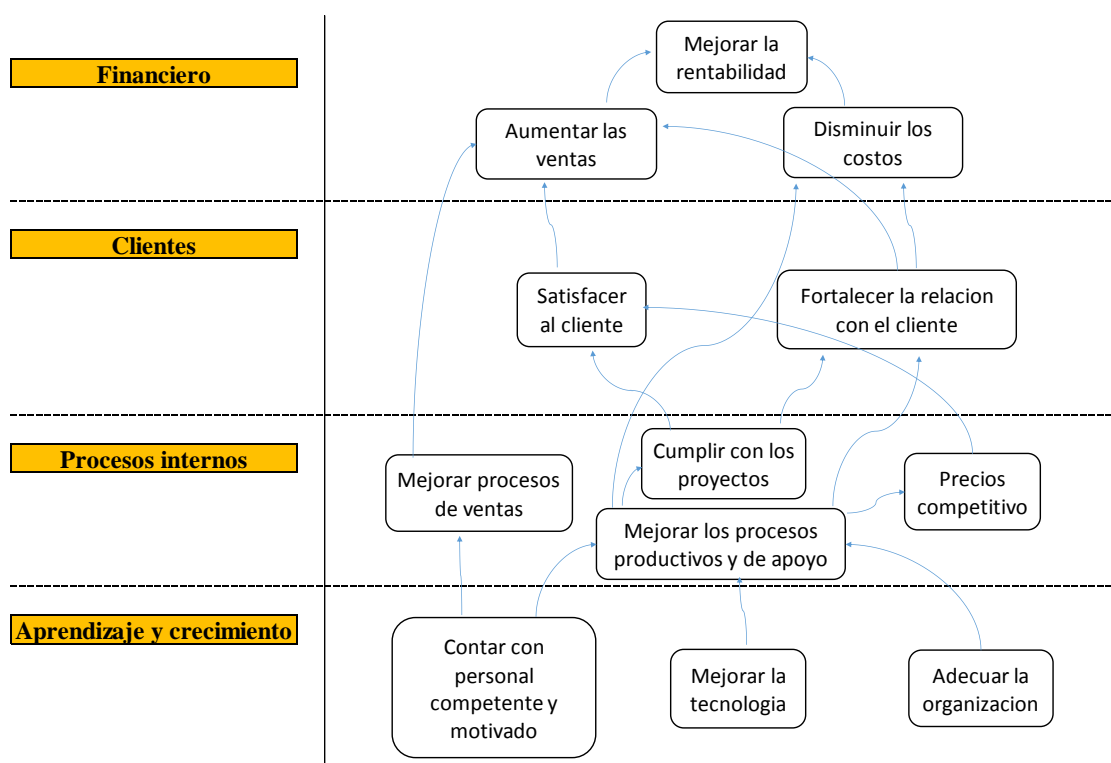 Financiero
Mejorar la
rentabilidad
Aumentar las
ventas
Disminuir los
costos
Clientes
Satisfacer
al cliente
Fortalecer la relacion
con el cliente
Procesos internos
Mejorar procesos
de ventas
Cumplir con los
proyectos
Precios
competitivo
Mejorar los procesos
productivos y de apoyo
Aprendizaje y crecimiento
Contar con
personal
competente y
motivado
Mejorar la
tecnologia
Adecuar la
organizacion